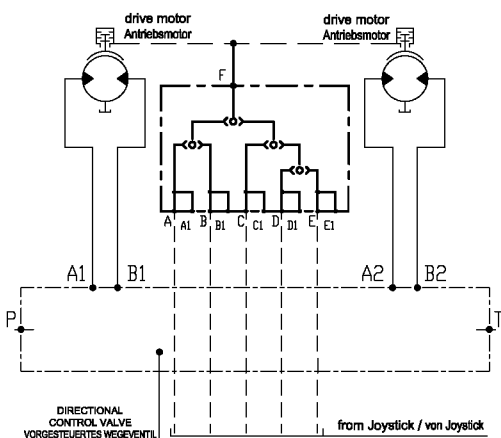 drive motor
Antriebsmotor
drive motor
Antriebsmotor
F
A A1 B B1 C C1 D D1 E E1
A1 B1 A2 B2
P T
DIRECTIONAL
CONTROL VALVE
VORGESTEUERTES WEGEVENTIL
from Joystick / von Joystick